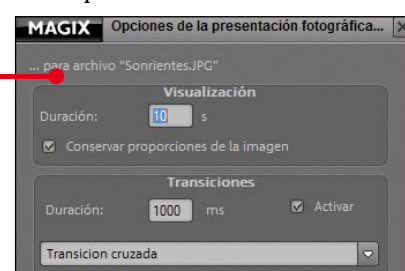 MAGIX Opciones de la presentación fotográfica...
... para archivo "Sonrientes.JPG"
Visualización
Duración: 10 s
Conservar proporciones de la imagen
Transiciones
Duración: 1000 ms Activar
Transicion cruzada